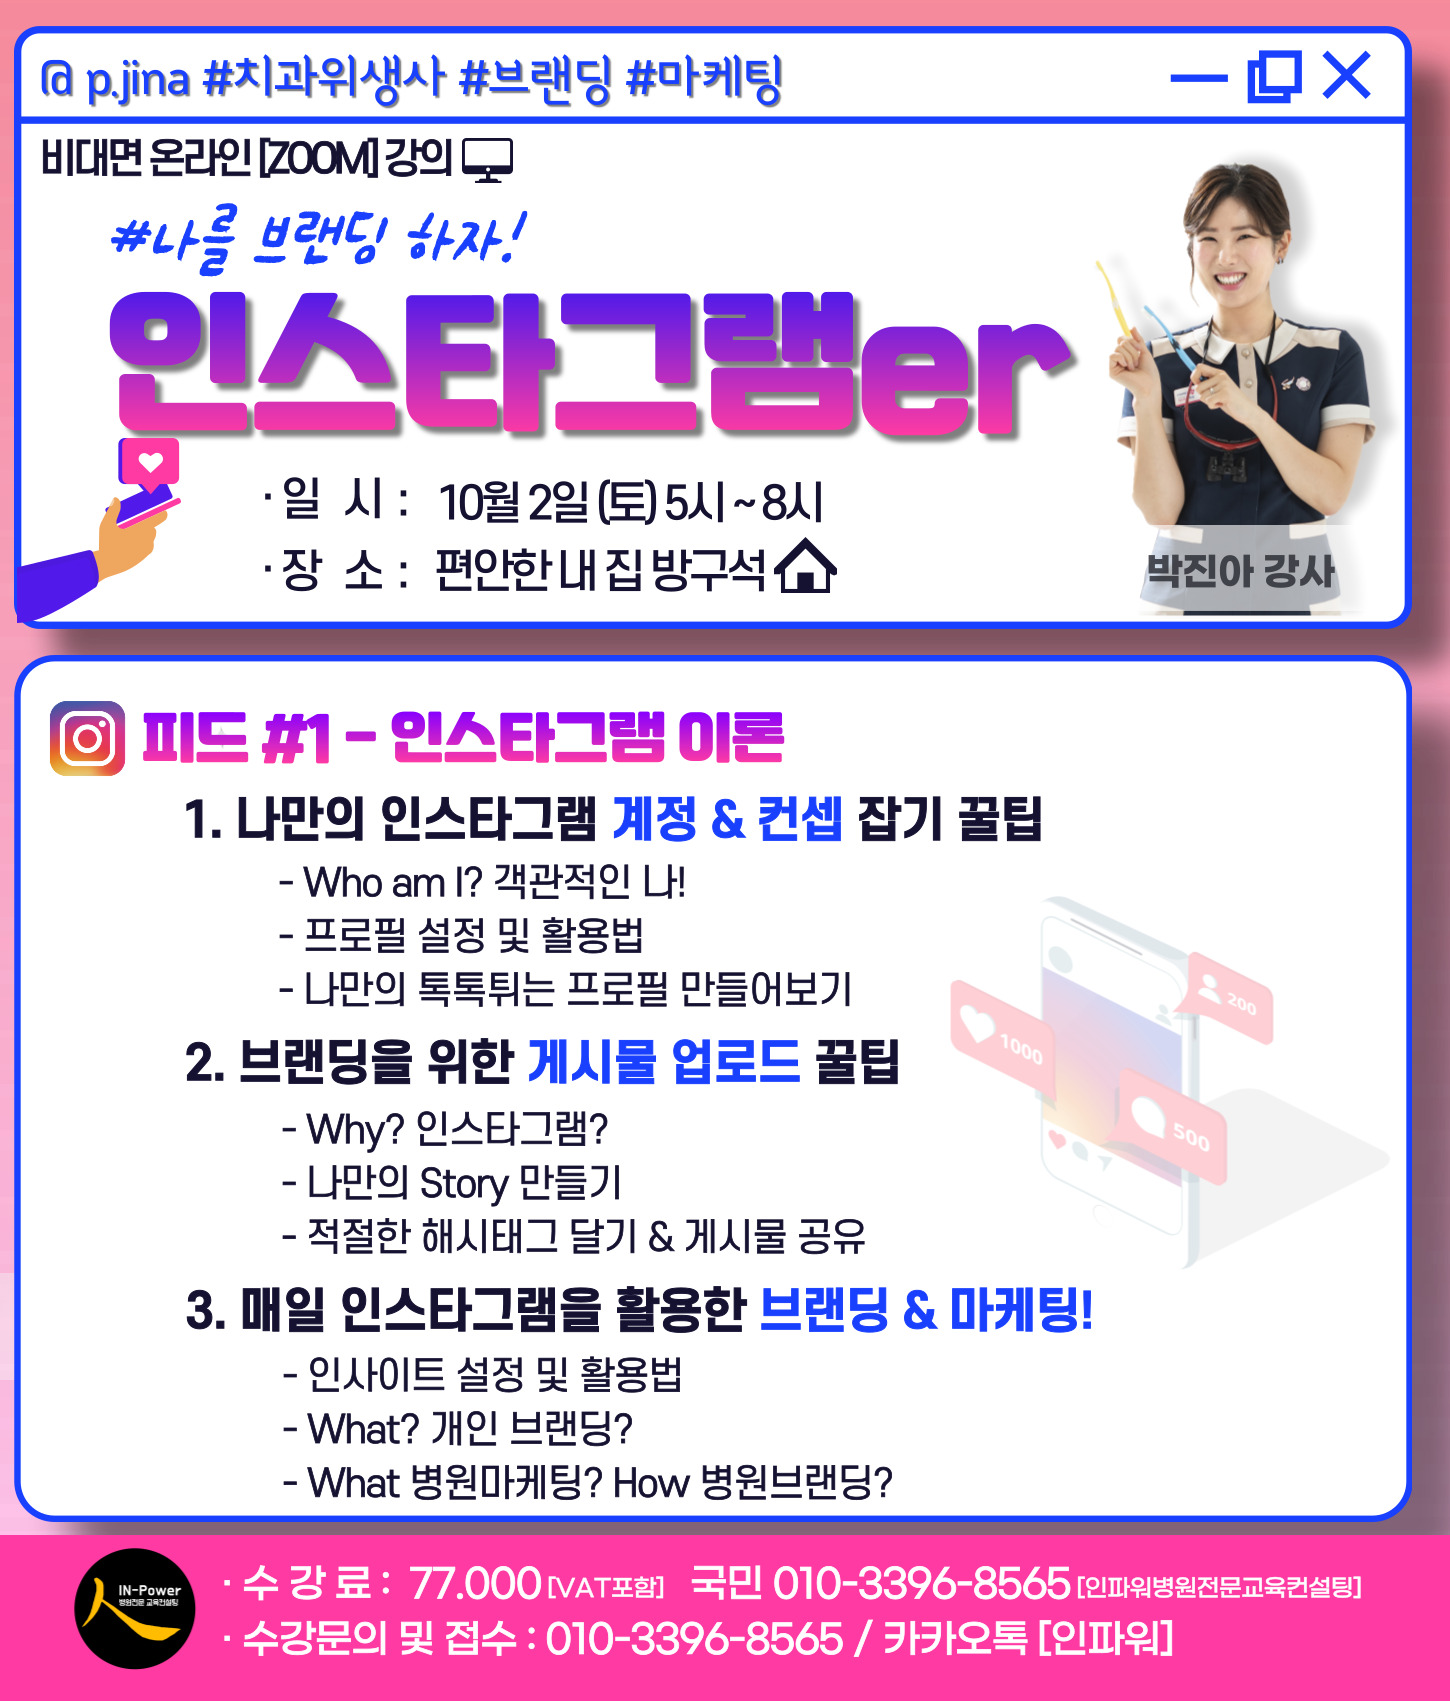 @ p.jina #치과위생사 #브랜딩 #마케팅
비대면 온라인 [ZOOM] 강의
#나를 브랜딩 하자!
인스타그램er
· 일 시 : 10월 2일 (토) 5시 ~ 8시
· 장 소 : 편안한 내 집 방구석
박진아 강사
피드 #1 - 인스타그램 이론
1. 나만의 인스타그램 계정 & 컨셉 잡기 꿀팁
- Who am I? 객관적인 나!
- 프로필 설정 및 활용법
- 나만의 톡톡튀는 프로필 만들어보기
2. 브랜딩을 위한 게시물 업로드 꿀팁
- Why? 인스타그램?
- 나만의 Story 만들기
- 적절한 해시태그 달기 & 게시물 공유
200
1000
500
3. 매일 인스타그램을 활용한 브랜딩 & 마케팅!
- 인사이트 설정 및 활용법
- What? 개인 브랜딩?
- What 병원마케팅? How 병원브랜딩?
IN-Power
병원전문 교육컨설팅
· 수 강 료 : 77.000 [VAT포함] 국민 010-3396-8565 [인파워병원전문교육컨설팅]
· 수강문의 및 접수 : 010-3396-8565 / 카카오톡 [인파워]